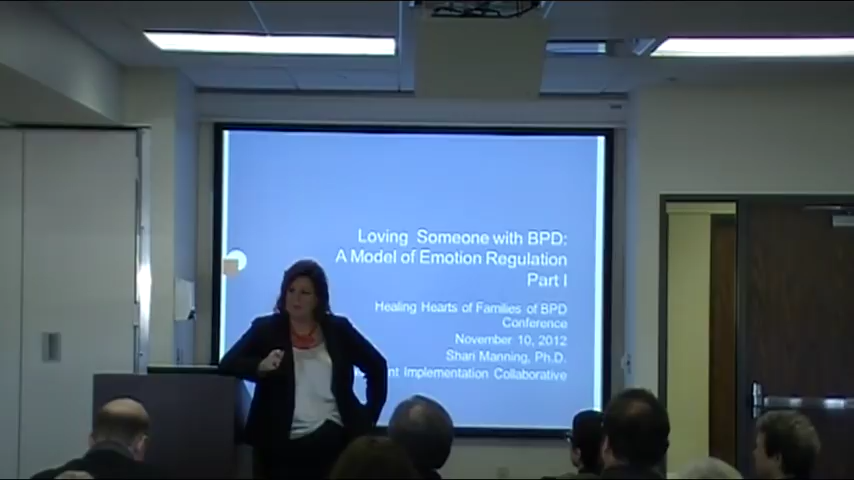 Loving Someone with BPD:
A Model of Emotion Regulation
Part I
Healing Hearts of Families of BPD
Conference
November 10, 2012
Shari Manning, Ph.D.
Implementation Collaborative